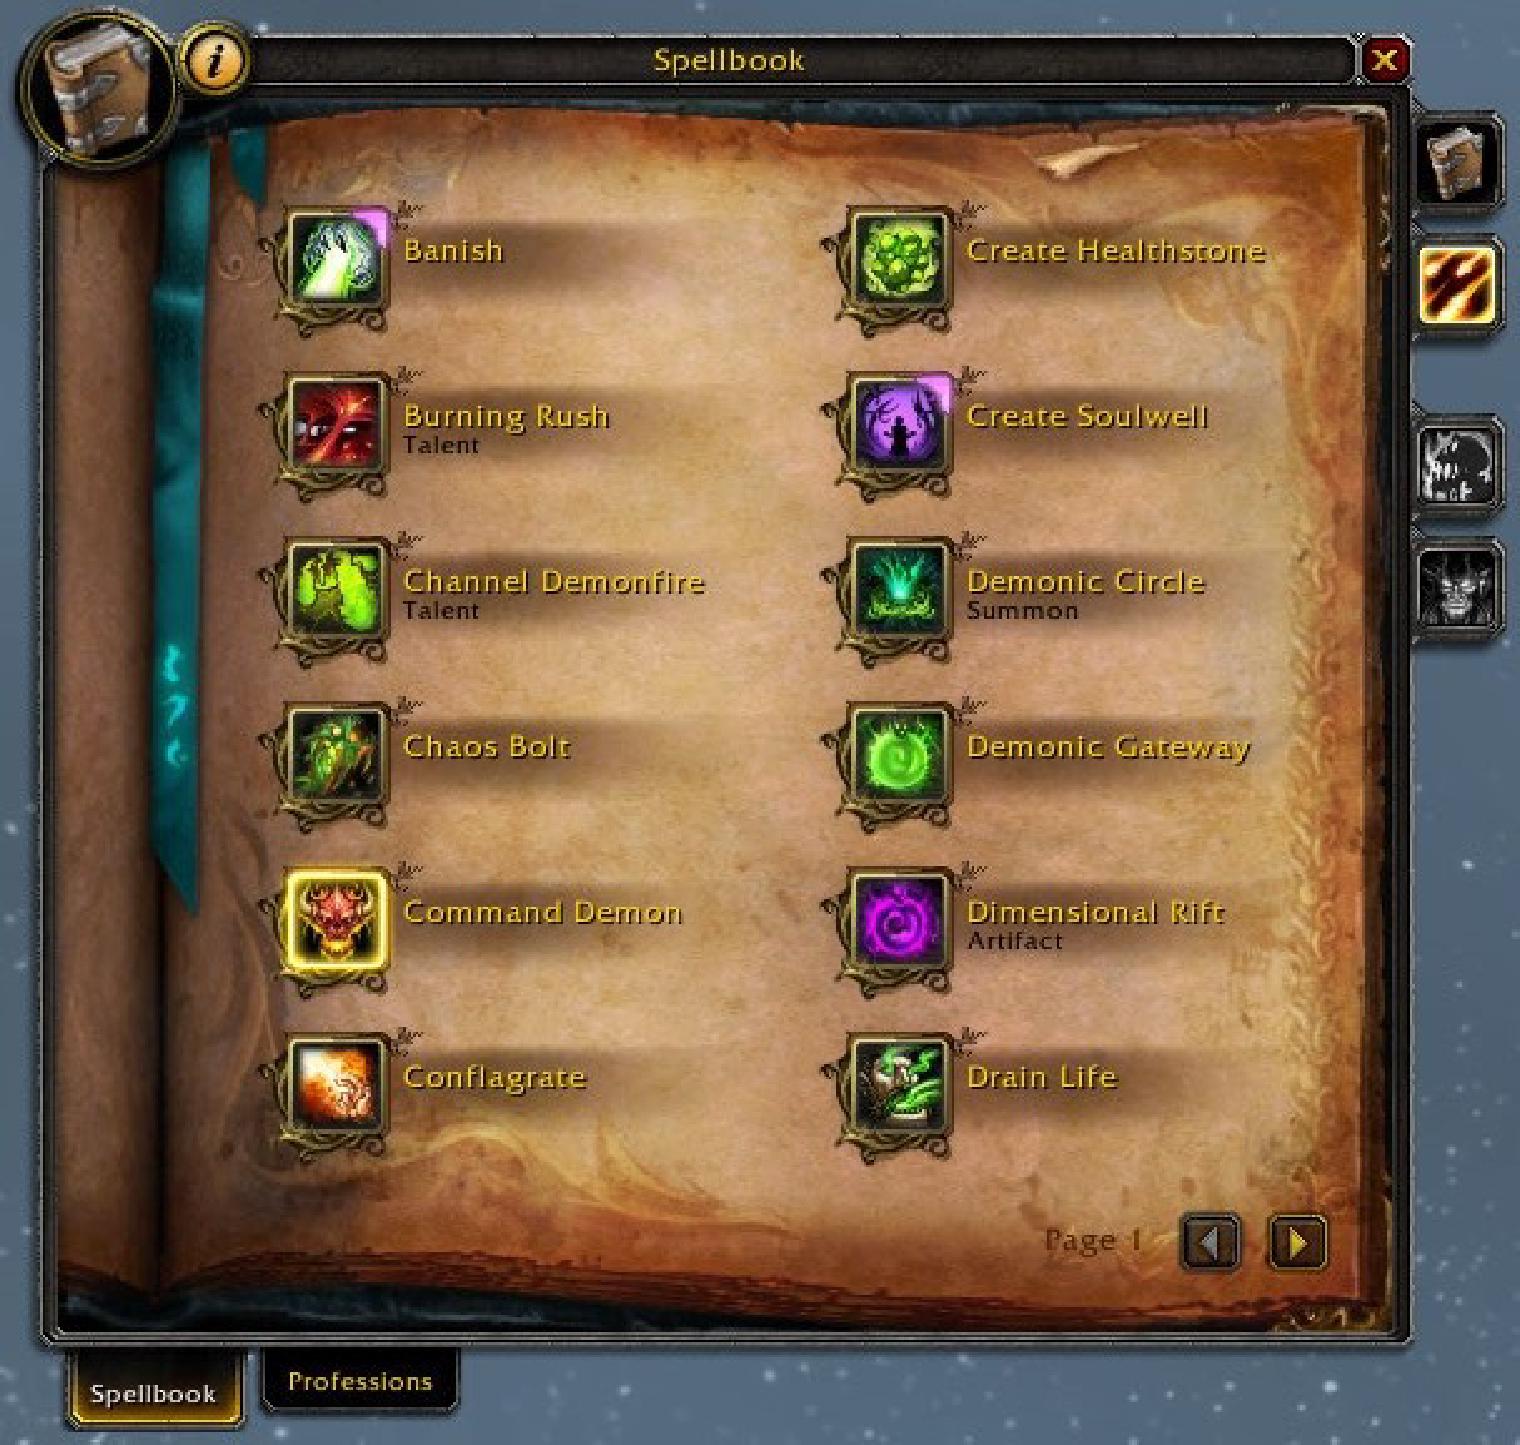 Spellbook
Banish
Create Healthstone
Burning Rush
Talent
Create Soulwell
Channel Demonfire
Talent
Demonic Circle
Summon
Chaos Bolt
Demonic Gateway
Command Demon
Dimensional Rift
Artifact
Conflagrate
Drain Life
Page 1
Spellbook
Professions